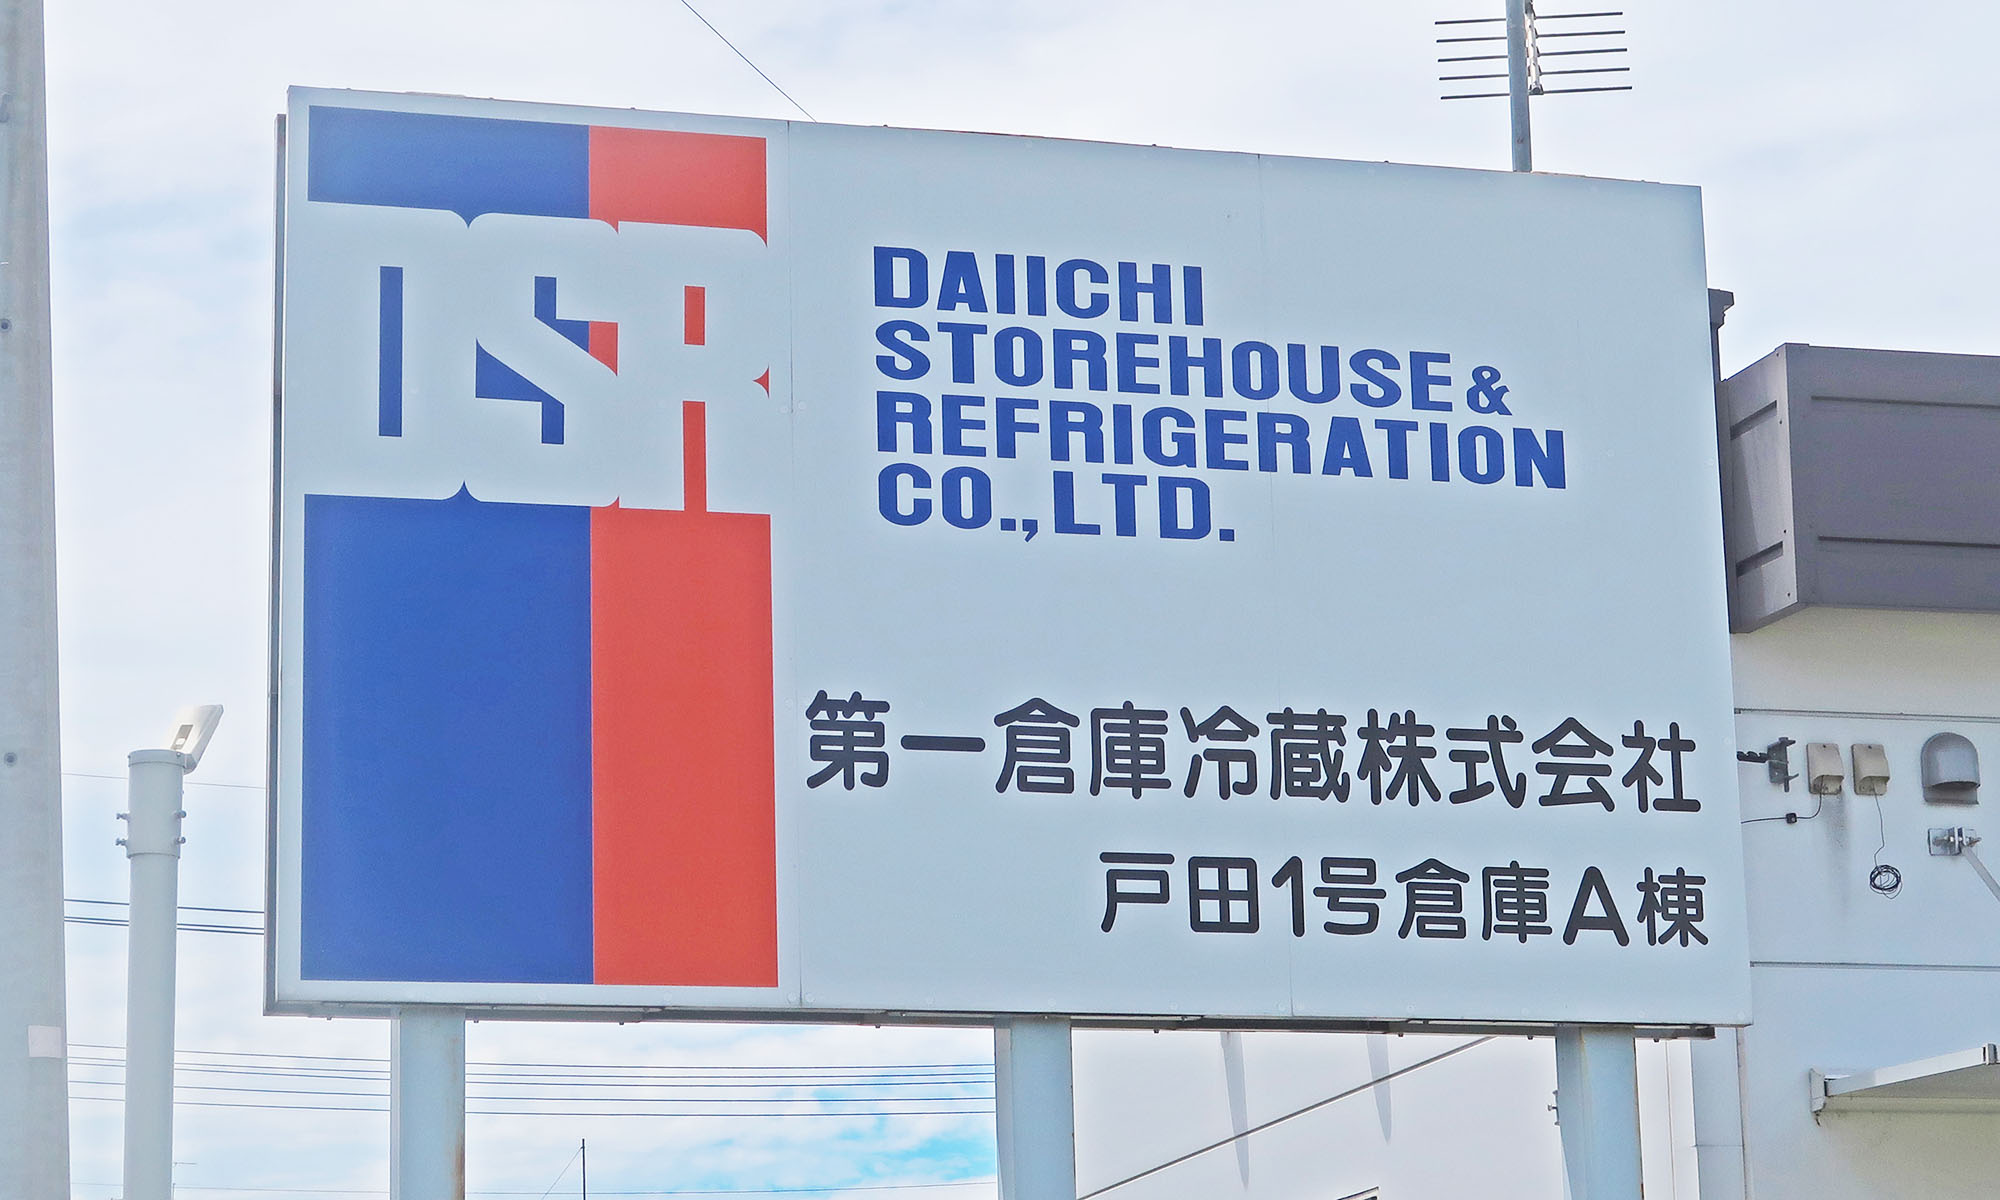 DSR
DAIICHI
STOREHOUSE &
REFRIGERATION
CO., LTD.
第一倉庫冷蔵株式会社
戸田1号倉庫A棟